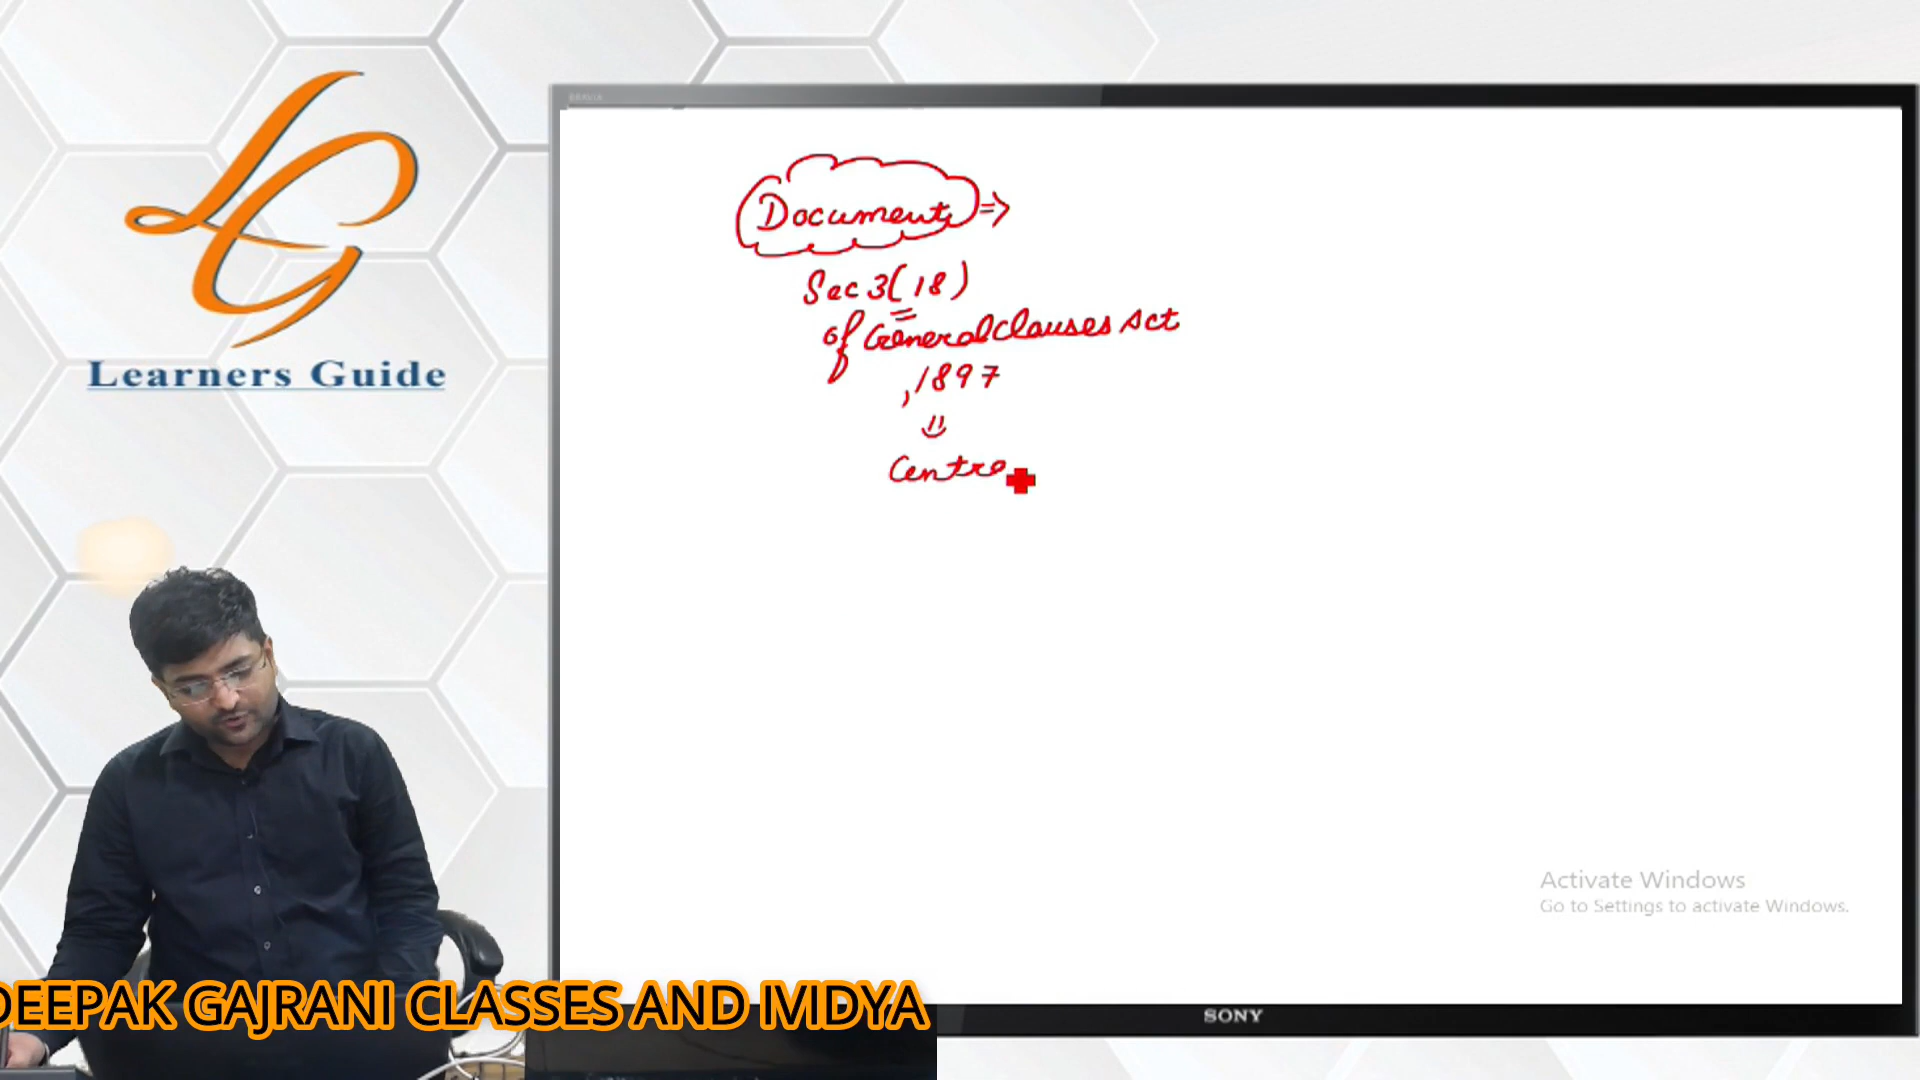 Learners Guide
Document =>
Sec 3(18)
of General Clauses Act
, 1897
Centre
Activate Windows
Go to Settings to activate Windows.
DEEPAK GAJRANI CLASSES AND IVIDYA
SONY